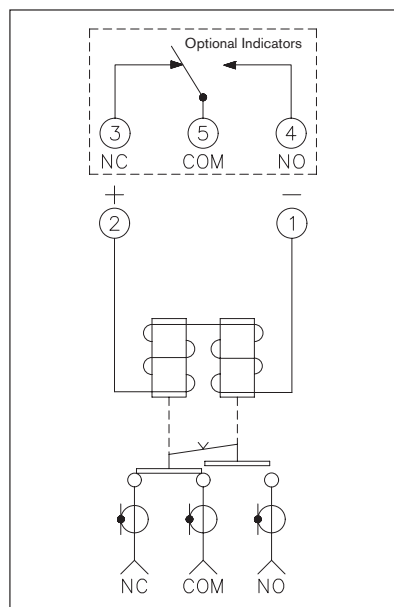 Optional Indicators
3 5 4
NC COM NO
+ −
2 1
NC COM NO